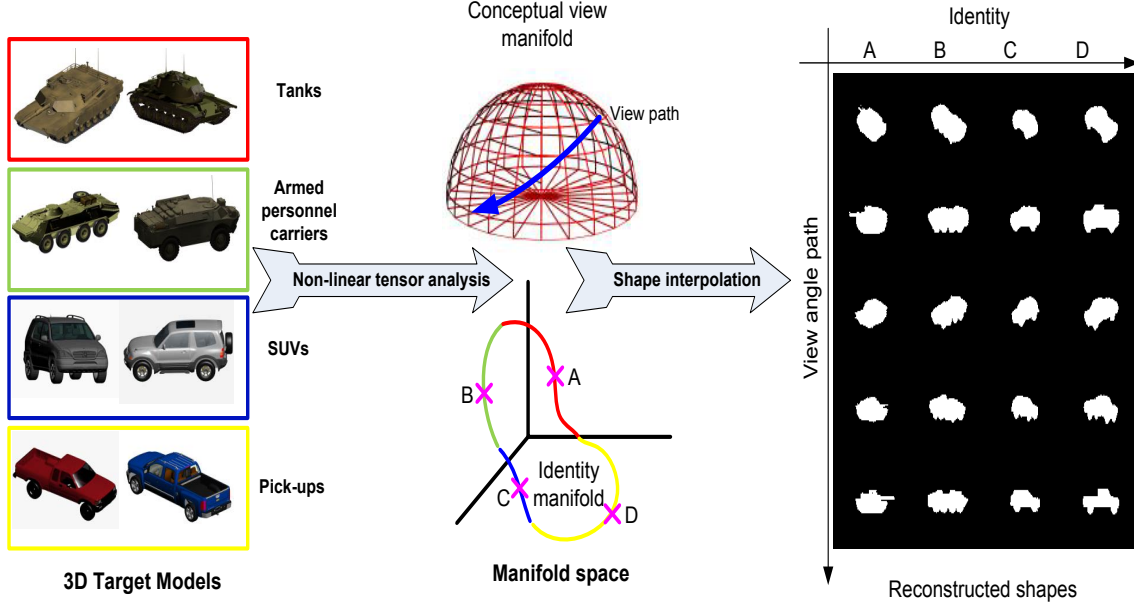 Tanks
Armed
personnel
carriers
SUVs
Pick-ups
3D Target Models
Non-linear tensor analysis
Conceptual view
manifold
View path
A
B
C
D
Identity
manifold
Manifold space
Shape interpolation
Identity
A B C D
View angle path
Reconstructed shapes